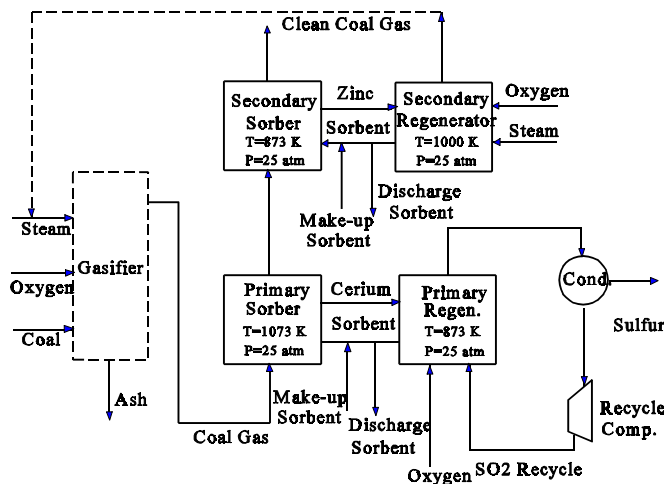 Clean Coal Gas
Secondary
Sorber
T=873 K
P=25 atm
Zinc
Sorbent
Secondary
Regenerator
T=1000 K
P=25 atm
Oxygen
Steam
Make-up
Sorbent
Discharge
Sorbent
Steam
Oxygen
Coal
Gasifier
Ash
Coal Gas
Primary
Sorber
T=1073 K
P=25 atm
Cerium
Sorbent
Primary
Regen.
T=873 K
P=25 atm
Make-up
Sorbent
Discharge
Sorbent
Oxygen
SO2 Recycle
Cond.
Sulfur
Recycle
Comp.